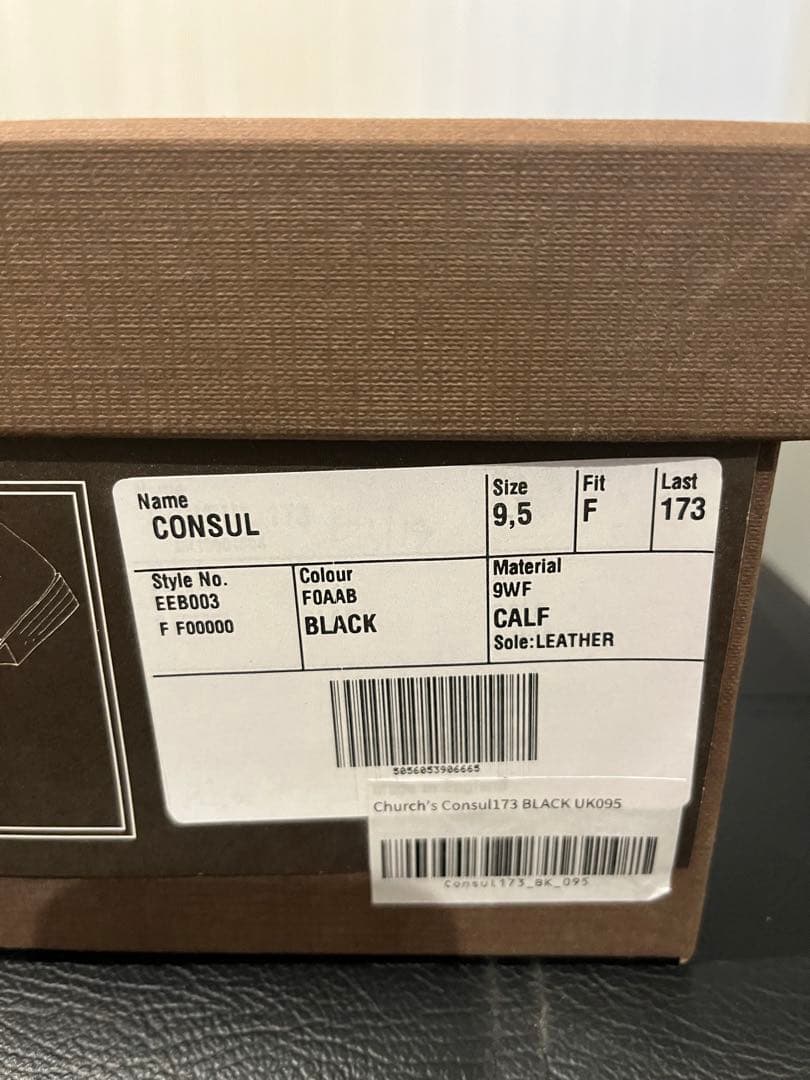 Name
CONSUL
Size
9,5
Fit
F
Last
173
Style No.
EEB003
F F00000
Colour
F0AAB
BLACK
Material
9WF
CALF
Sole:LEATHER
5056053906665
Church's Consul173 BLACK UK095
Consul173_BK_095